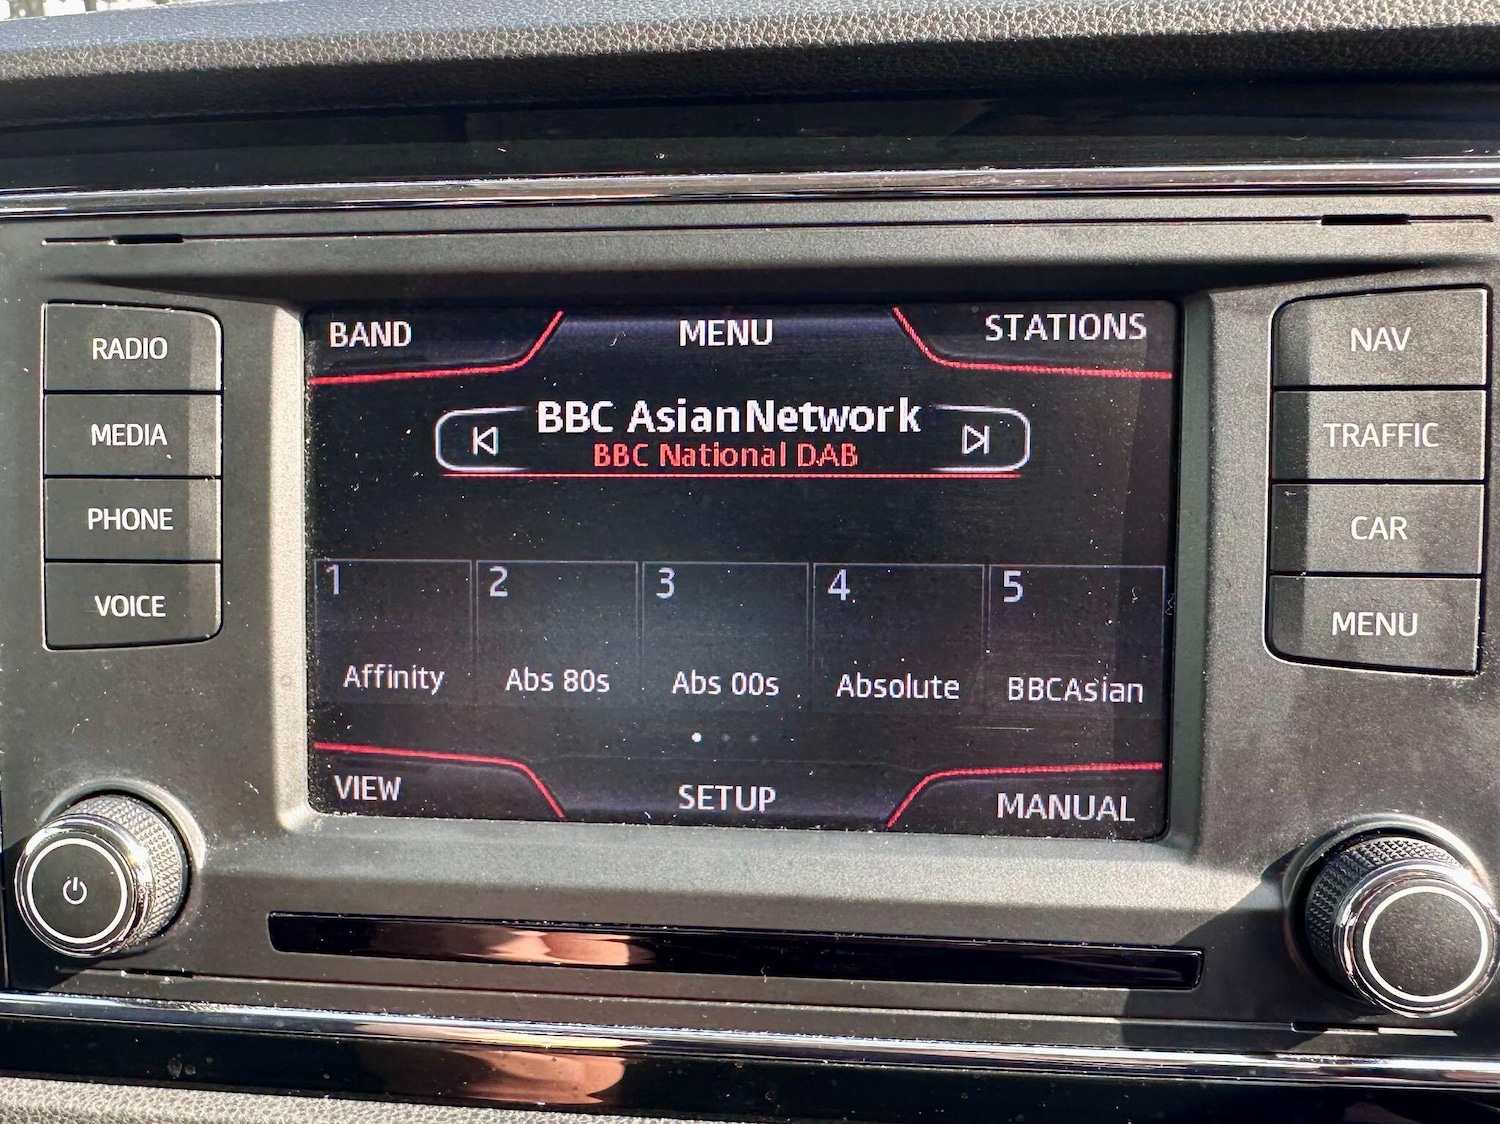 RADIO
MEDIA
PHONE
VOICE
BAND
MENU
STATIONS
BBC AsianNetwork
BBC National DAB
1
2
3
4
5
Affinity
Abs 80s
Abs 00s
Absolute
BBCAsian
VIEW
SETUP
MANUAL
NAV
TRAFFIC
CAR
MENU